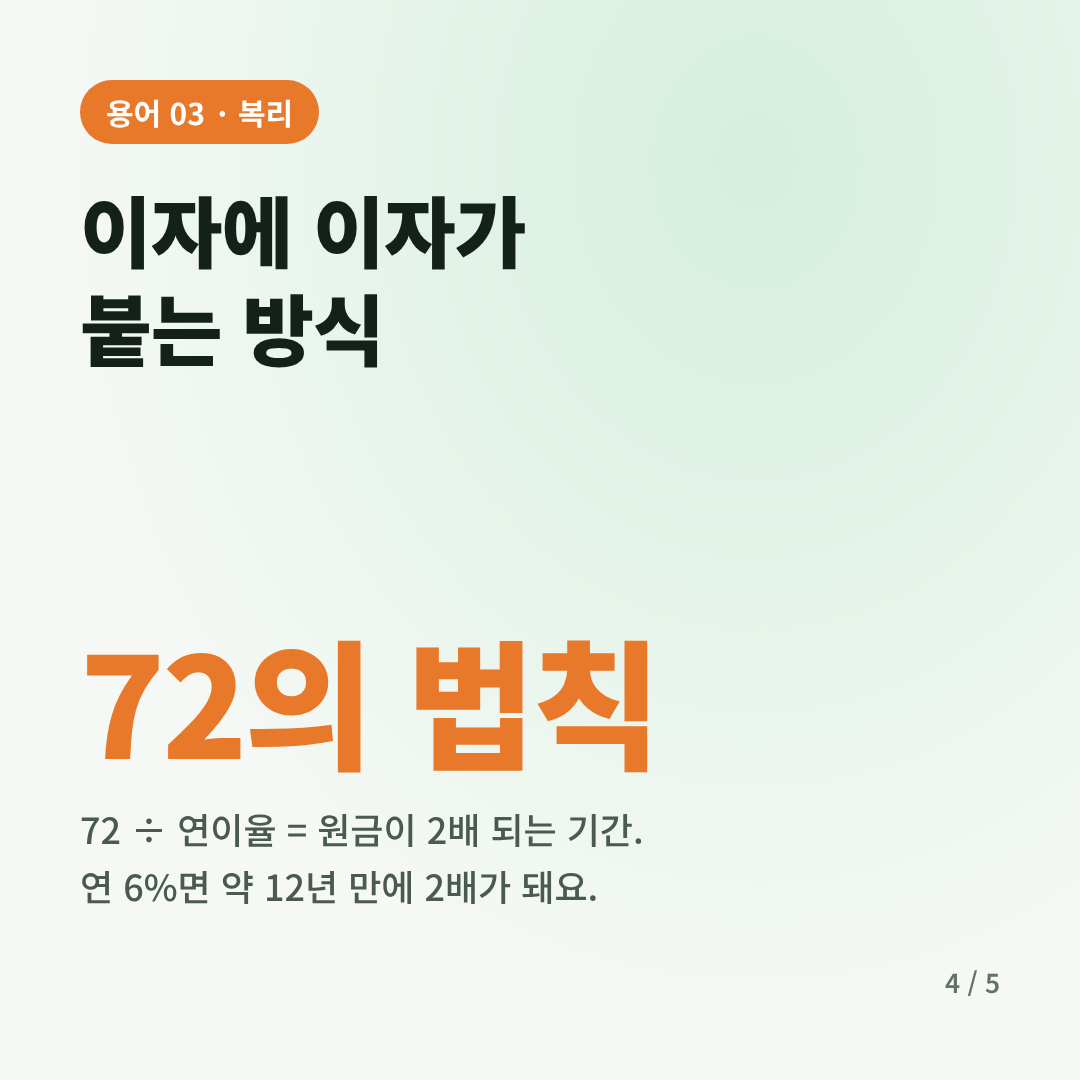 용어 03 · 복리
이자에 이자가
붙는 방식
72의 법칙
72 ÷ 연이율 = 원금이 2배 되는 기간.
연 6%면 약 12년 만에 2배가 돼요.
4 / 5